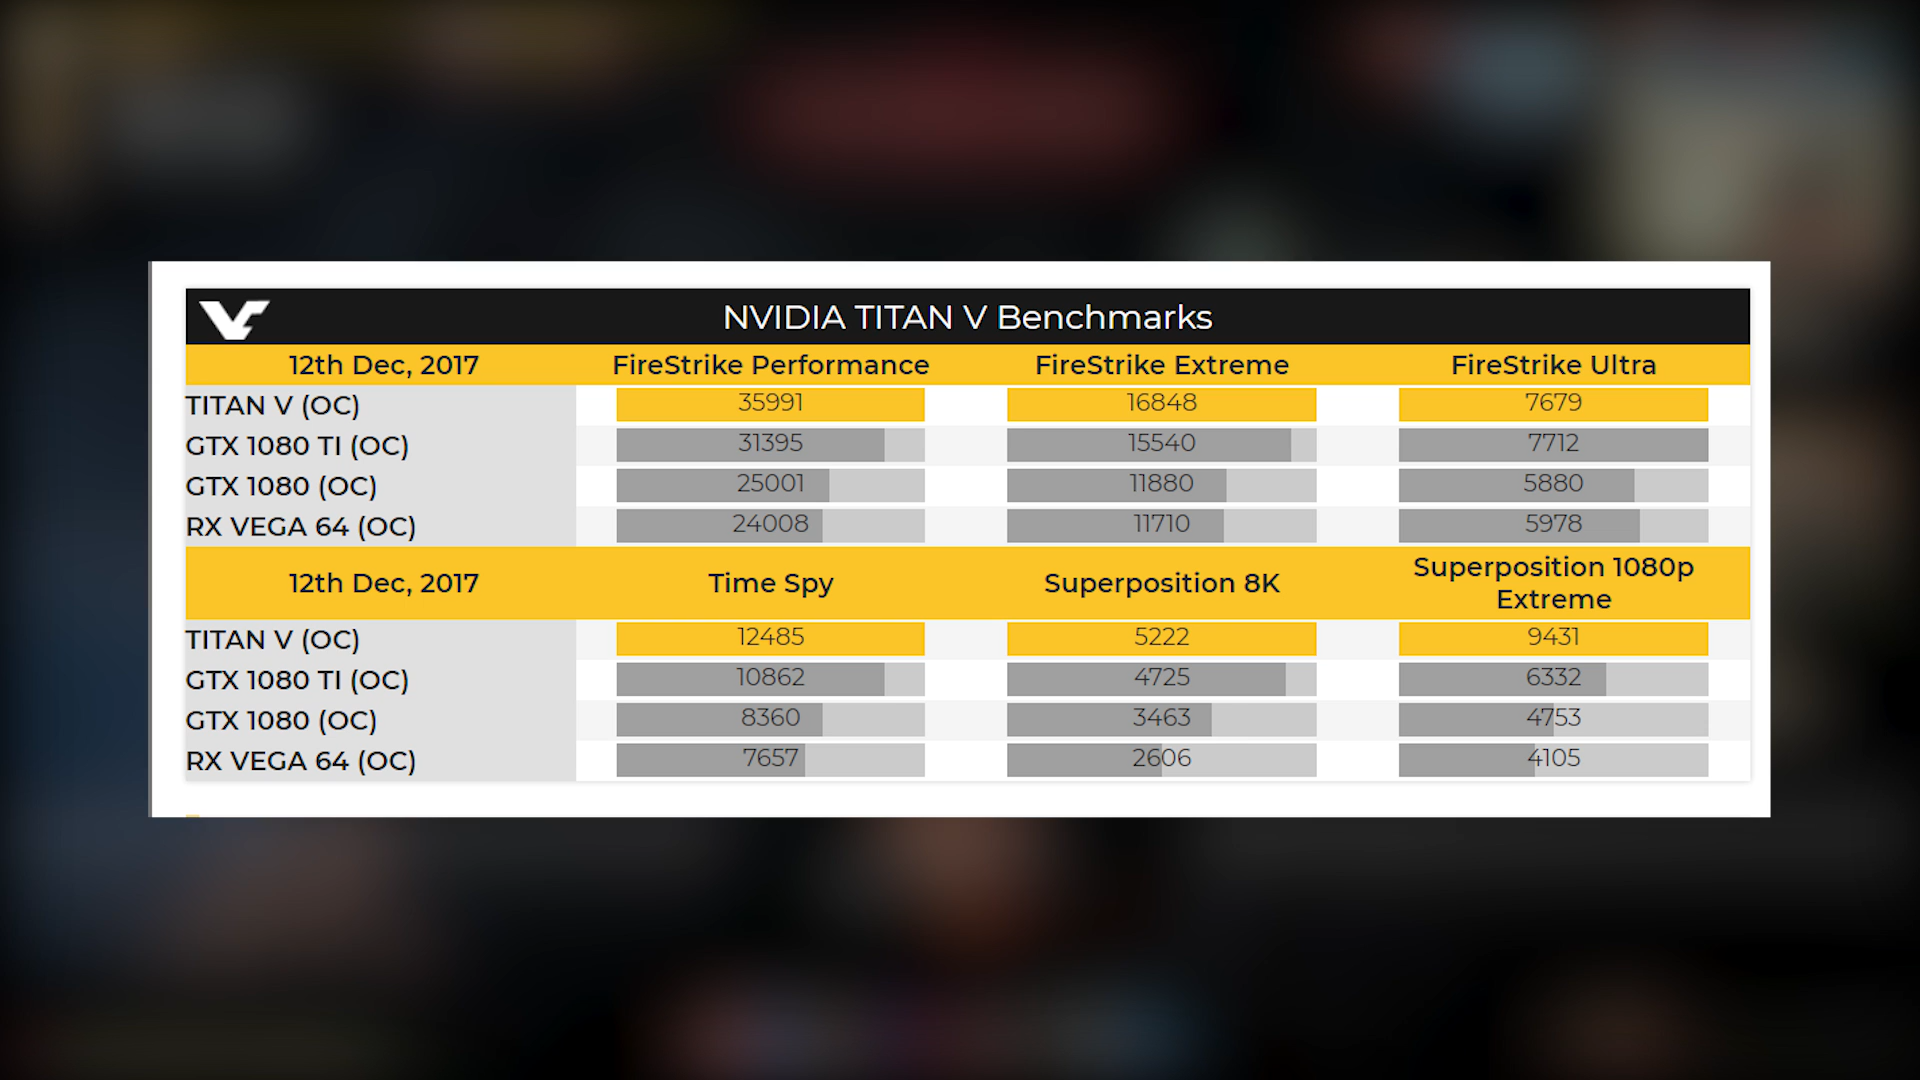 NVIDIA TITAN V Benchmarks
12th Dec, 2017 FireStrike Performance FireStrike Extreme FireStrike Ultra
TITAN V (OC) 35991 16848 7679
GTX 1080 TI (OC) 31395 15540 7712
GTX 1080 (OC) 25001 11880 5880
RX VEGA 64 (OC) 24008 11710 5978
12th Dec, 2017 Time Spy Superposition 8K Superposition 1080p
Extreme
TITAN V (OC) 12485 5222 9431
GTX 1080 TI (OC) 10862 4725 6332
GTX 1080 (OC) 8360 3463 4753
RX VEGA 64 (OC) 7657 2606 4105